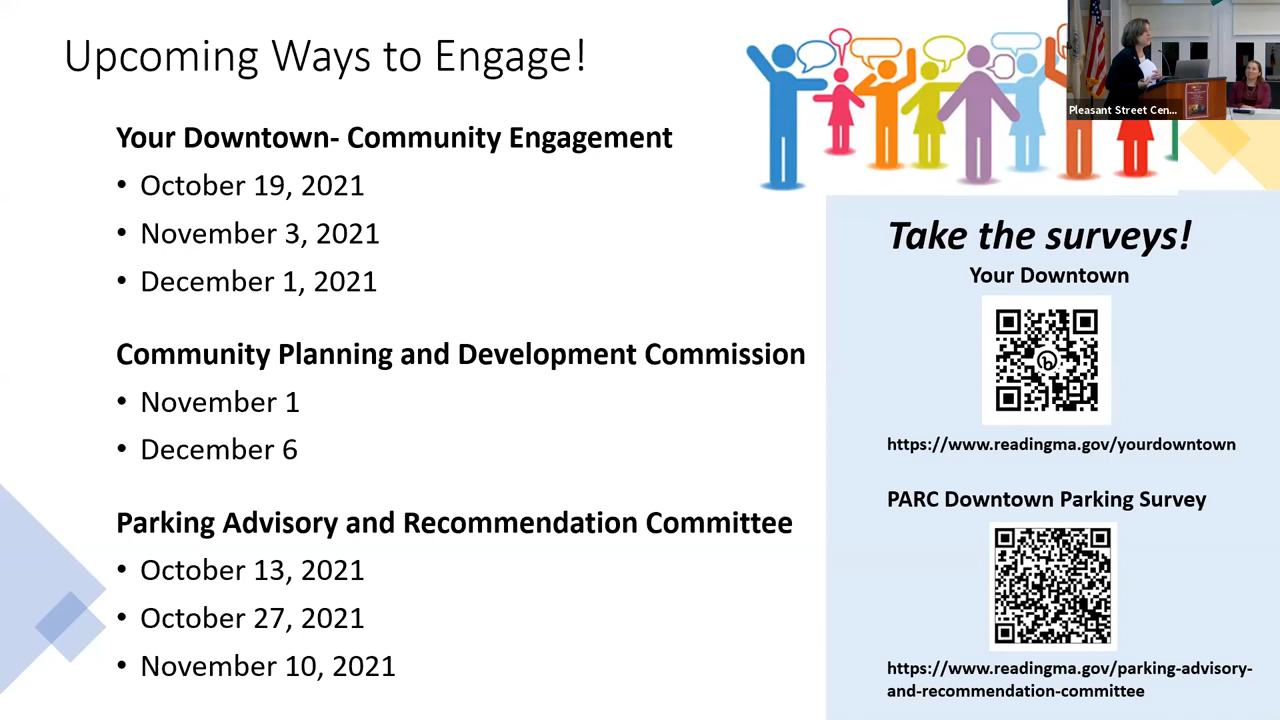 Upcoming Ways to Engage!
Pleasant Street Cen...
Your Downtown- Community Engagement
• October 19, 2021
• November 3, 2021
• December 1, 2021
Community Planning and Development Commission
• November 1
• December 6
Parking Advisory and Recommendation Committee
• October 13, 2021
• October 27, 2021
• November 10, 2021
Take the surveys!
Your Downtown
https://www.readingma.gov/yourdowntown
PARC Downtown Parking Survey
https://www.readingma.gov/parking-advisory-
and-recommendation-committee